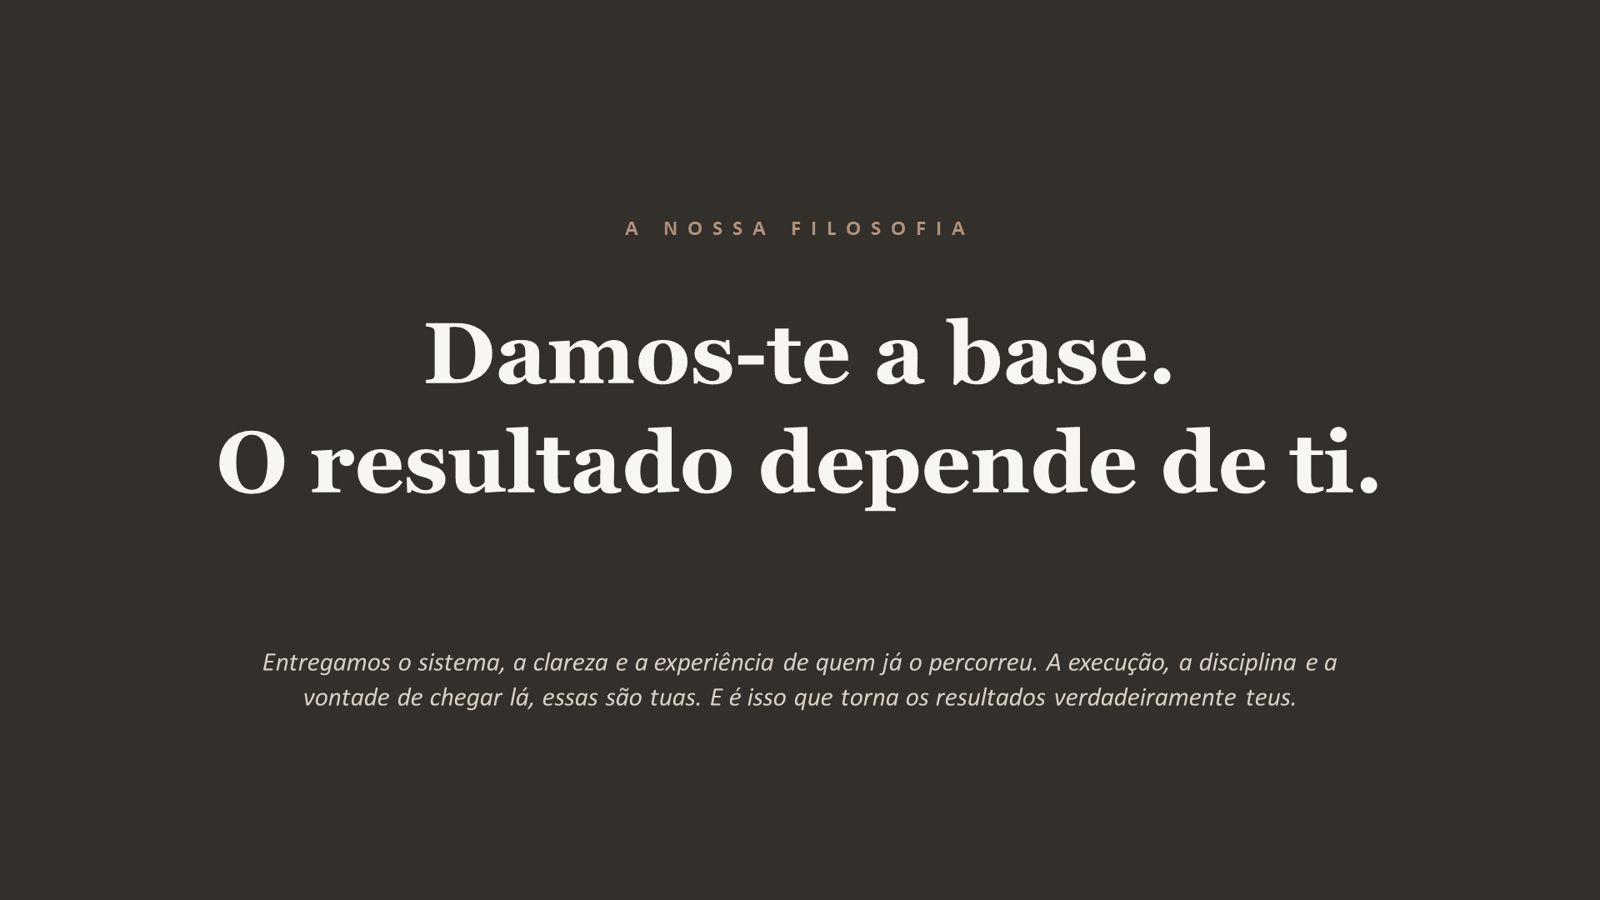 A NOSSA FILOSOFIA
Damos-te a base.
O resultado depende de ti.
Entregamos o sistema, a clareza e a experiência de quem já o percorreu. A execução, a disciplina e a
vontade de chegar lá, essas são tuas. E é isso que torna os resultados verdadeiramente teus.